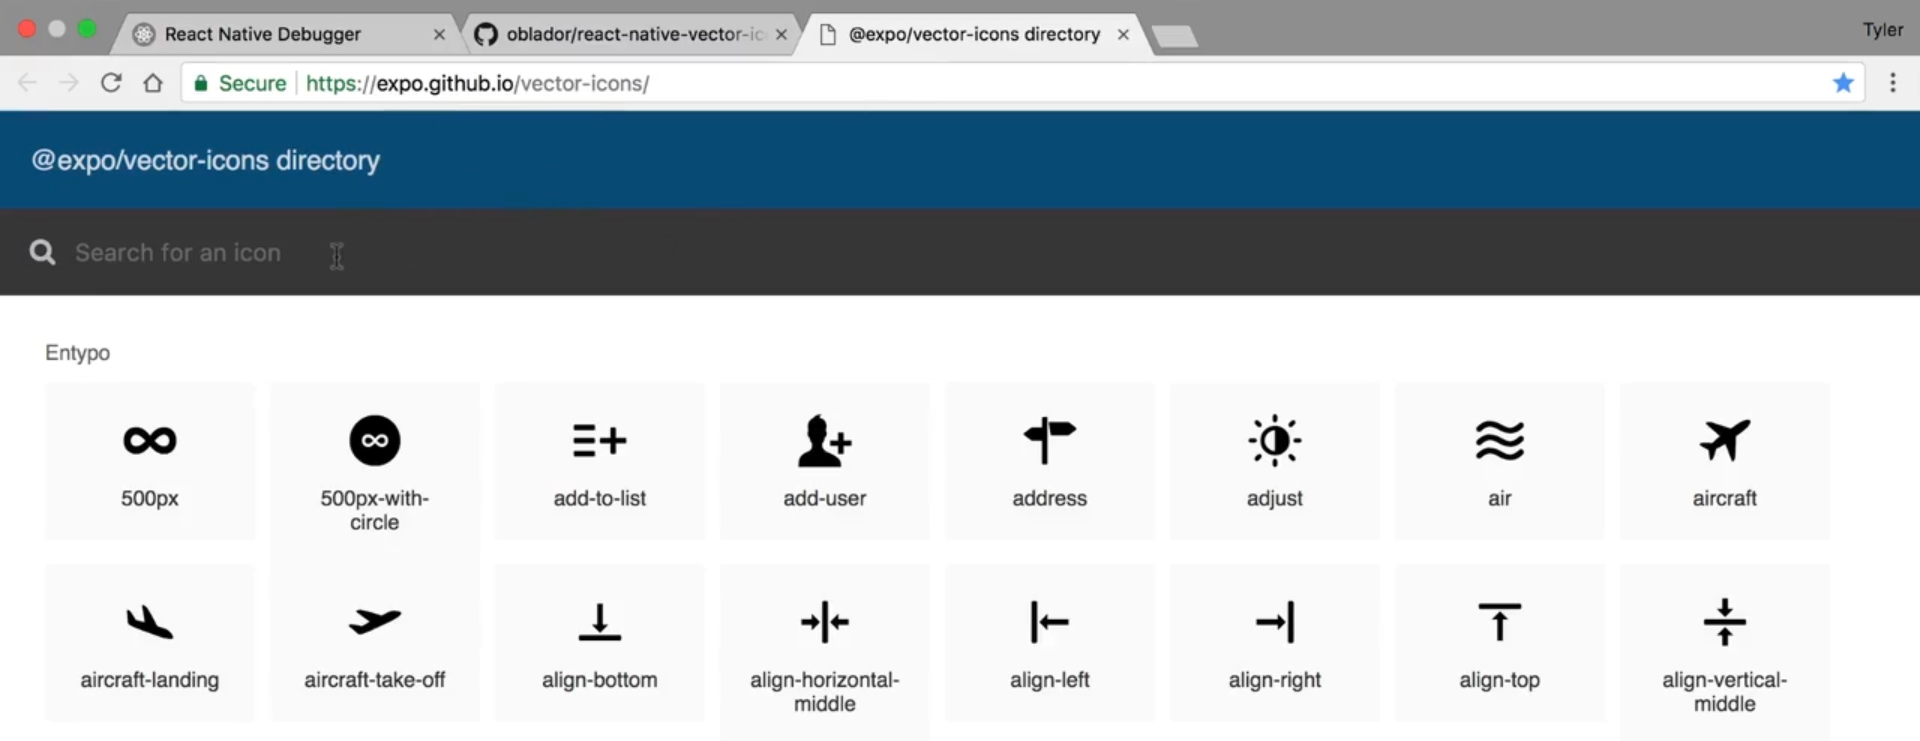 React Native Debugger
oblador/react-native-vector-ic
@expo/vector-icons directory
Tyler
Secure
https://expo.github.io/vector-icons/
@expo/vector-icons directory
Search for an icon
Entypo
500px
500px-with-
circle
add-to-list
add-user
address
adjust
air
aircraft
aircraft-landing
aircraft-take-off
align-bottom
align-horizontal-
middle
align-left
align-right
align-top
align-vertical-
middle